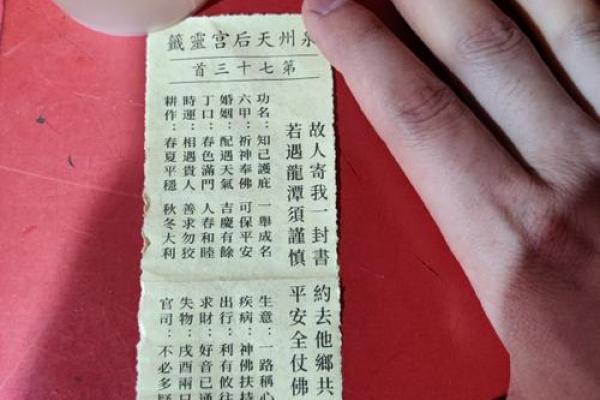 泉州天后宮靈籤
第七十三首
故人寄我一封書 約去他鄉共
若遇龍潭須謹慎 平安全仗佛
功名：知己護庇 一舉成名
六甲：祈神奉佛 可保平安
婚姻：配遇天氣 吉慶有餘
丁口：春色滿門 人春和睦
時運：相遇貴人 善求勿狡
耕作：春夏平穩 秋冬大利
生意：一路稱心
疾病：神佛扶持
出行：利有攸往
求財：好音已通
失物：戌酉兩日
官司：不必多疑